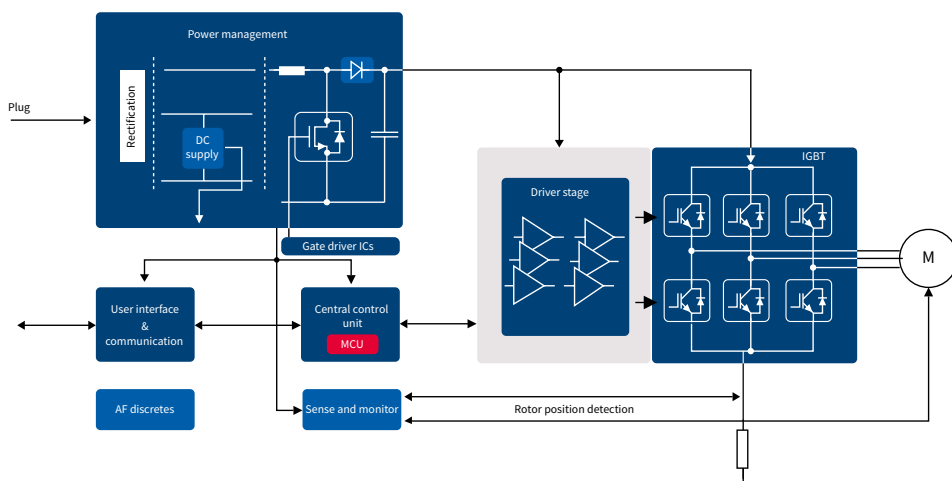 Power management
Plug
Rectification
DC
supply
Gate driver ICs
Driver stage
IGBT
M
User interface
&
communication
Central control
unit
MCU
AF discretes
Sense and monitor
Rotor position detection